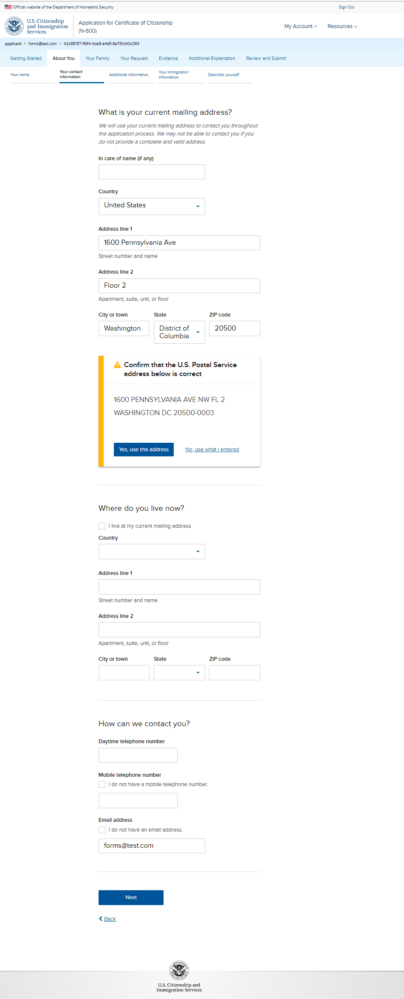 Official website of the Department of Homeland Security
Sign Out
U.S. Citizenship
and Immigration
Services
Application for Certificate of Citizenship
(N-600)
My Account
Resources
applicant > forms@test.com > 42c86157-f684-4de9-a4a5-8e781d40c063
Getting Started
About You
Your Family
Your Request
Evidence
Additional Explanation
Review and Submit
Your name
Your contact
information
Additional information
Your immigration
information
Describe yourself
What is your current mailing address?
We will use your current mailing address to contact you throughout
the application process. We may not be able to contact you if you
do not provide a complete and valid address.
In care of name (if any)
Country
United States
Address line 1
1600 Pennsylvania Ave
Street number and name
Address line 2
Floor 2
Apartment, suite, unit, or floor
City or town
State
ZIP code
Washington
District of
Columbia
20500
Confirm that the U.S. Postal Service
address below is correct
1600 PENNSYLVANIA AVE NW FL 2
WASHINGTON DC 20500-0003
Yes, use this address
No, use what I entered
Where do you live now?
I live at my current mailing address
Country
Address line 1
Street number and name
Address line 2
Apartment, suite, unit, or floor
City or town
State
ZIP code
How can we contact you?
Daytime telephone number
Mobile telephone number
I do not have a mobile telephone number.
Email address
I do not have an email address.
forms@test.com
Next
Back
U.S. Citizenship and
Immigration Services